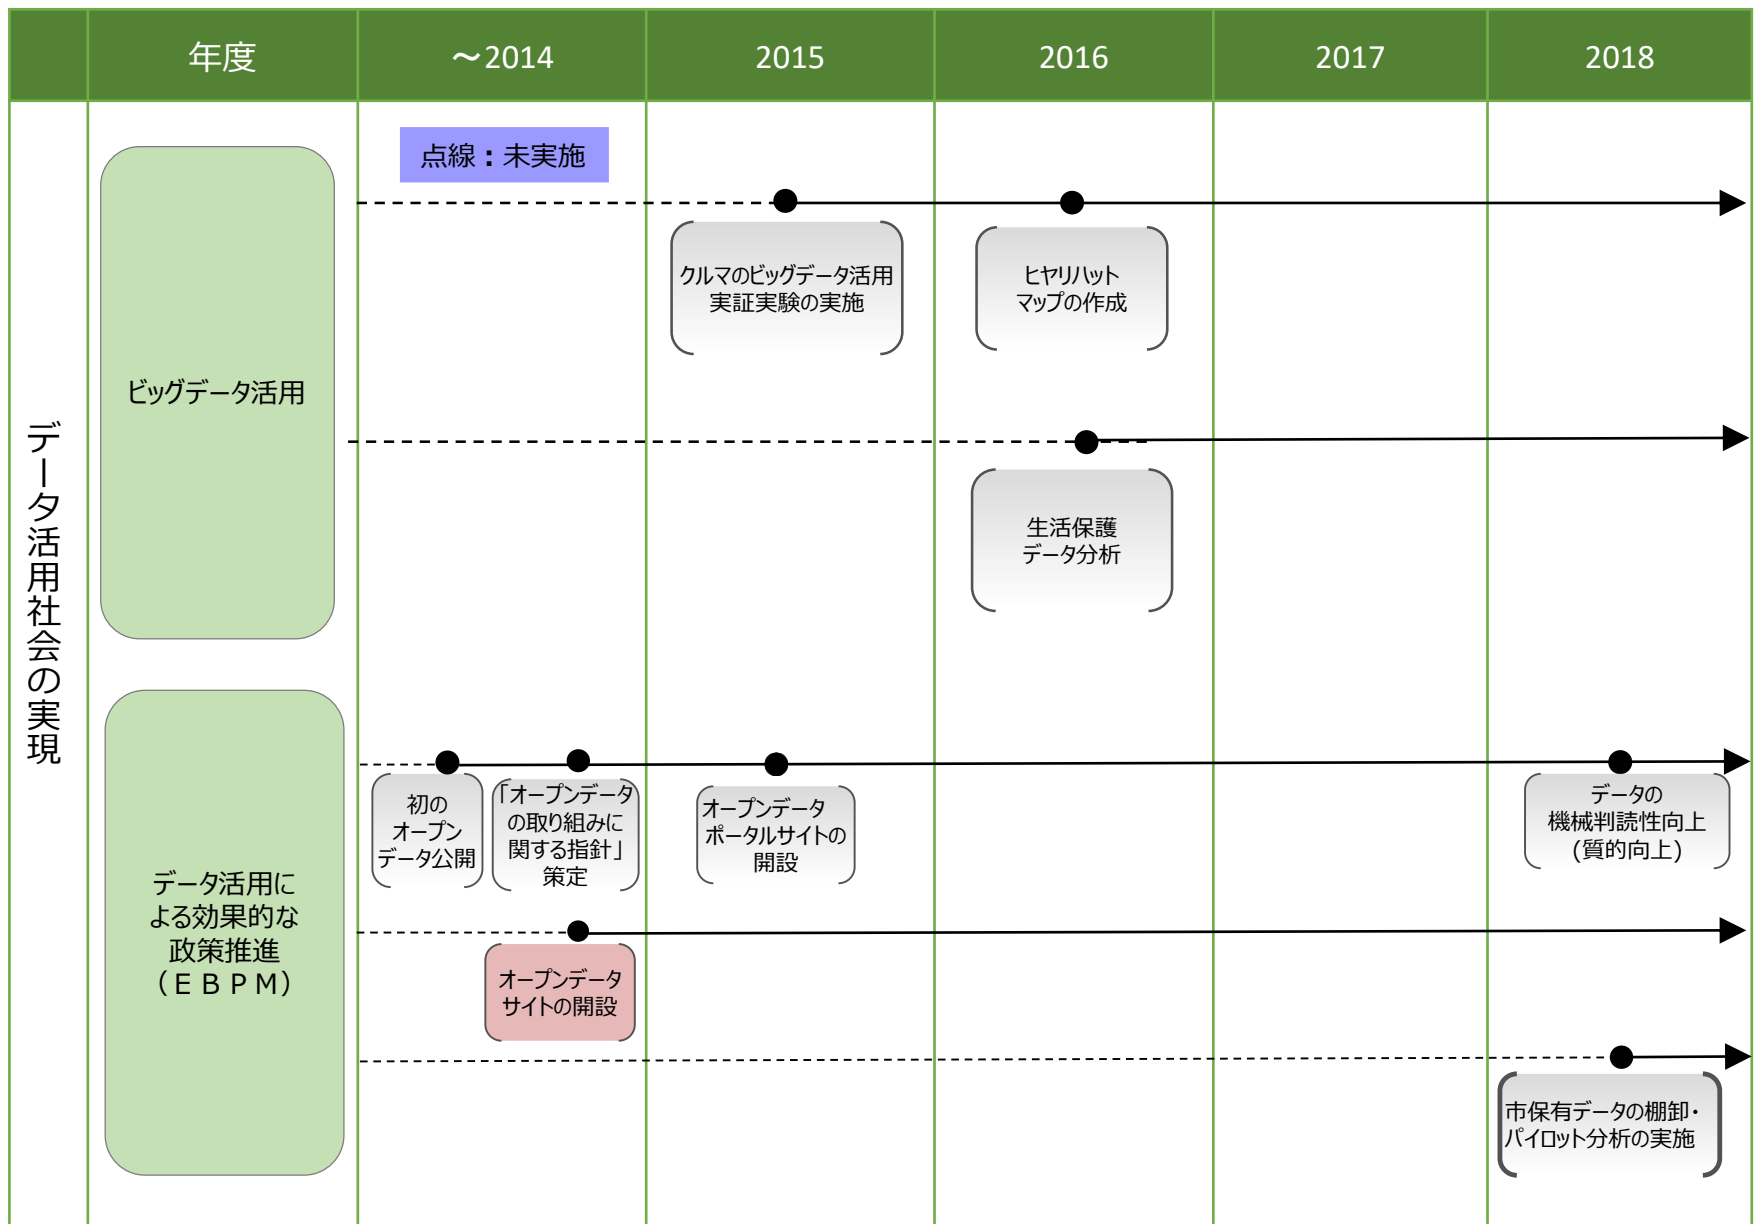 年度
～2014
2015
2016
2017
2018
データ活用社会の実現
点線：未実施
ビッグデータ活用
クルマのビッグデータ活用
実証実験の実施
ヒヤリハット
マップの作成
生活保護
データ分析
データ活用に
よる効果的な
政策推進
（ＥＢＰＭ）
初の
オープン
データ公開
「オープンデータ
の取り組みに
関する指針」
策定
オープンデータ
ポータルサイトの
開設
データの
機械判読性向上
(質的向上)
オープンデータ
サイトの開設
市保有データの棚卸・
パイロット分析の実施